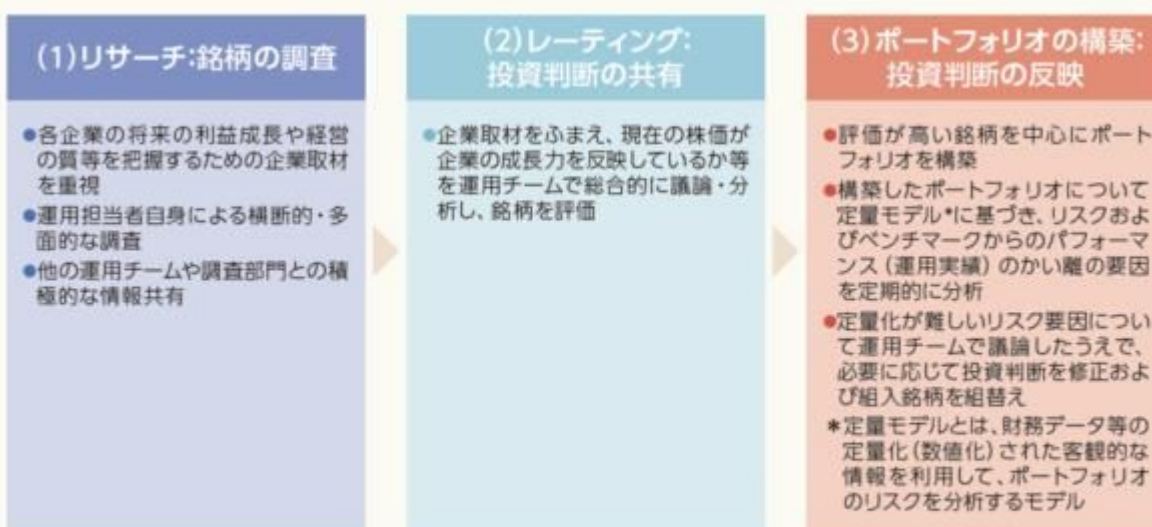 (1)リサーチ:銘柄の調査
●各企業の将来の利益成長や経営
の質等を把握するための企業取材
を重視
●運用担当者自身による横断的・多
面的な調査
●他の運用チームや調査部門との積
極的な情報共有
(2)レーティング:
投資判断の共有
●企業取材をふまえ、現在の株価が
企業の成長力を反映しているか等
を運用チームで総合的に議論・分
析し、銘柄を評価
(3)ポートフォリオの構築:
投資判断の反映
●評価が高い銘柄を中心にポート
フォリオを構築
●構築したポートフォリオについて
定量モデル*に基づき、リスクおよ
びベンチマークからのパフォーマ
ンス(運用実績)のかい離の要因
を定期的に分析
●定量化が難しいリスク要因につい
て運用チームで議論したうえで、
必要に応じて投資判断を修正およ
び組入銘柄を組替え
*定量モデルとは、財務データ等の
定量化(数値化)された客観的な
情報を利用して、ポートフォリオ
のリスクを分析するモデル